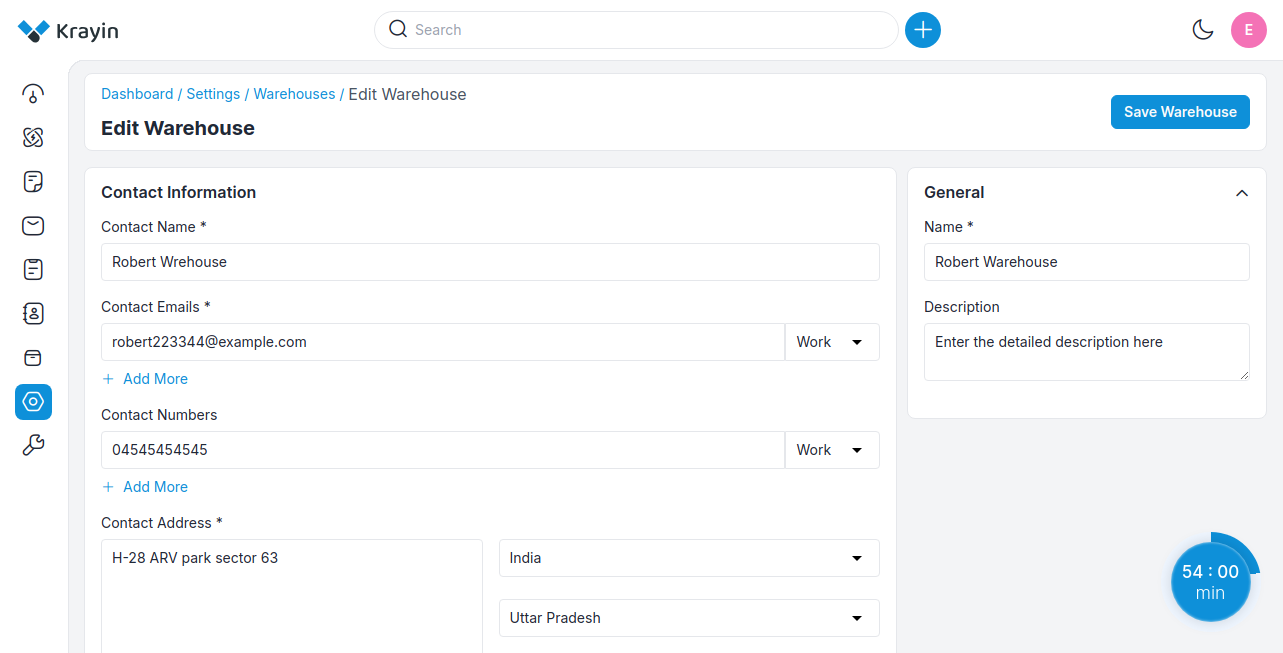 Krayin
Search
E
Dashboard / Settings / Warehouses / Edit Warehouse
Edit Warehouse
Save Warehouse
Contact Information
Contact Name *
Robert Wrehouse
Contact Emails *
robert223344@example.com
Work
+ Add More
Contact Numbers
04545454545
Work
+ Add More
Contact Address *
H-28 ARV park sector 63
India
Uttar Pradesh
General
Name *
Robert Warehouse
Description
Enter the detailed description here
54 : 00
min